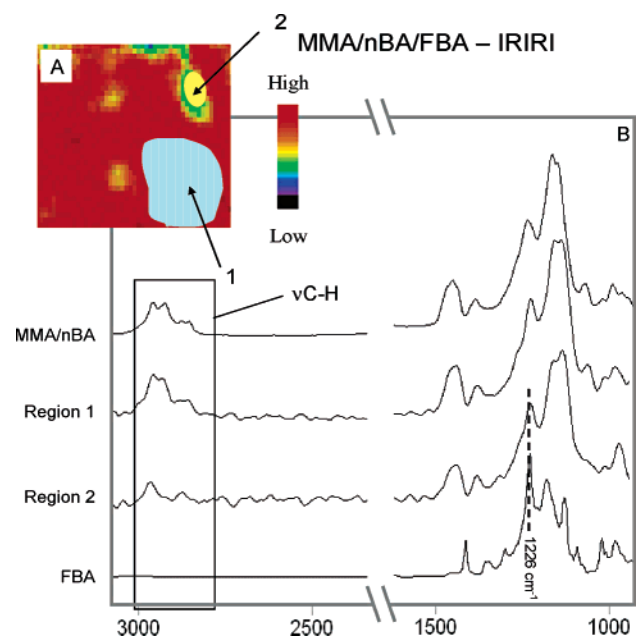 2
MMA/nBA/FBA – IRIRI
A
High
Low
B
1
νC-H
MMA/nBA
Region 1
Region 2
FBA
1226 cm⁻¹
3000 2500 1500 1000